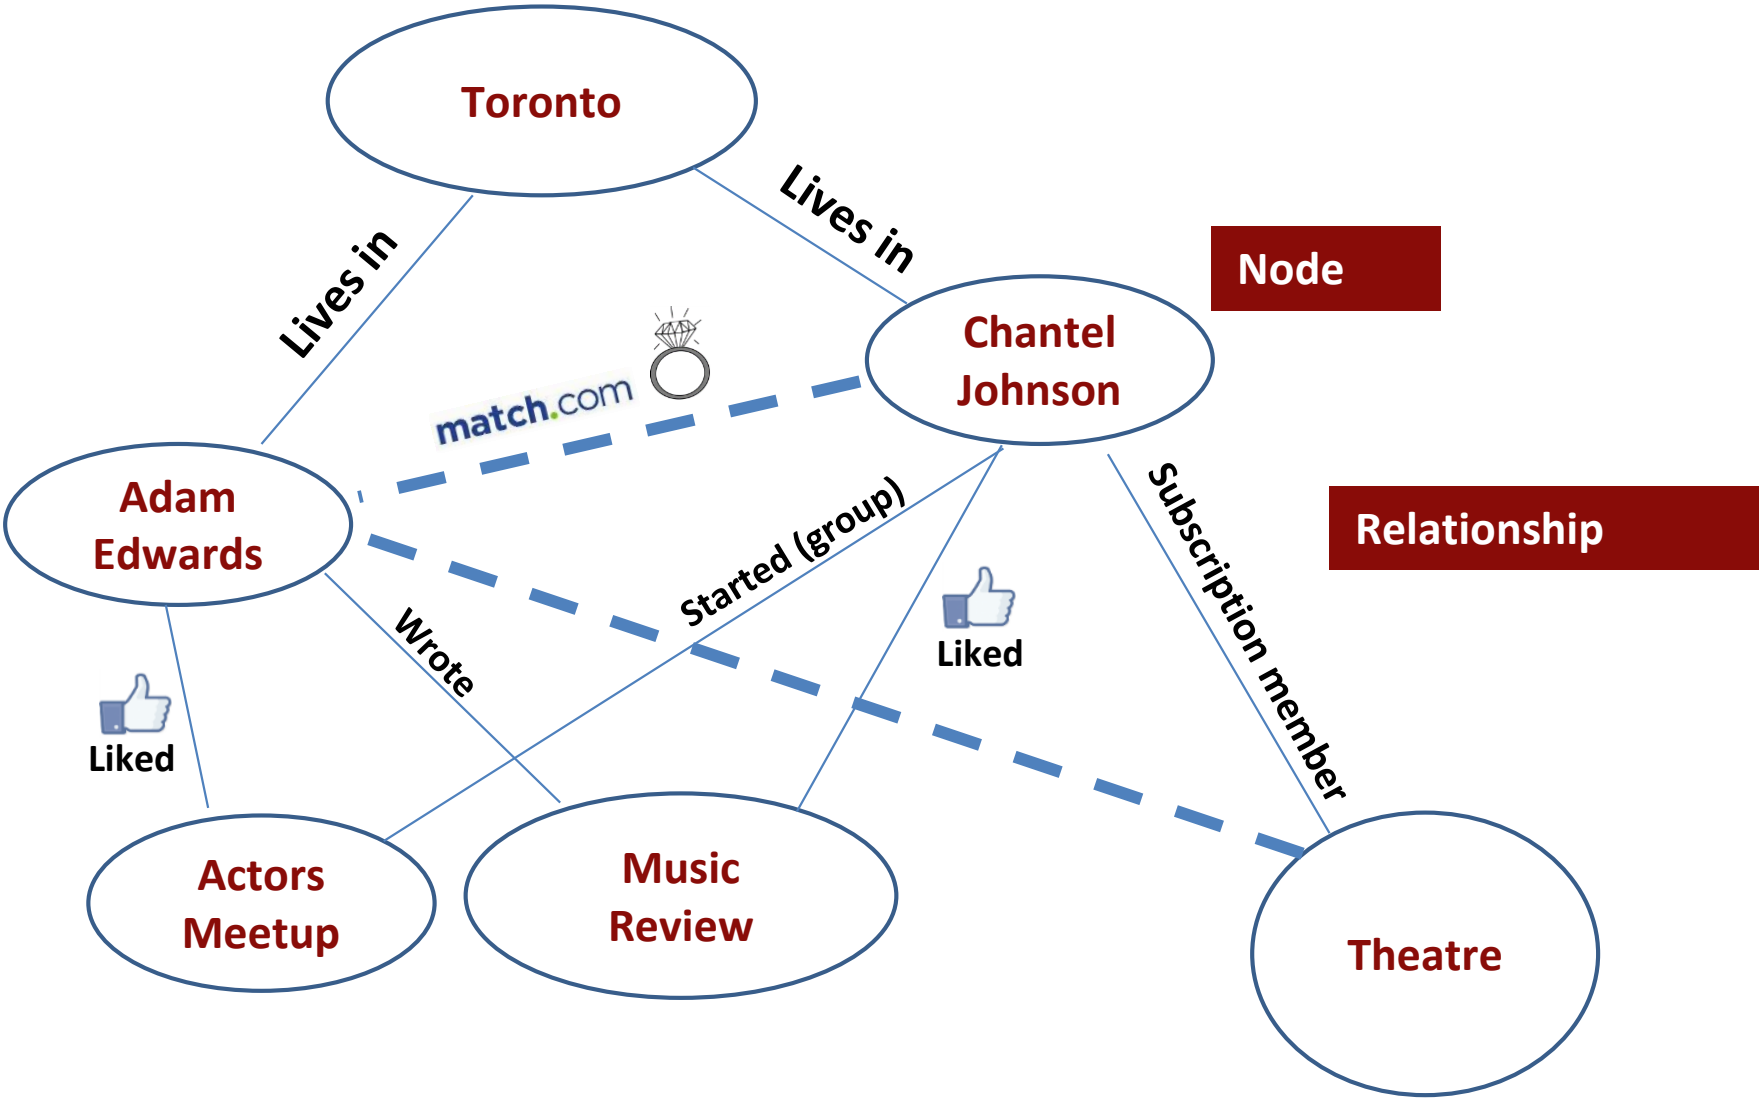 Toronto
Lives in
Lives in
Node
Chantel
Johnson
match.com
Adam
Edwards
Relationship
Started (group)
Subscription member
Wrote
Liked
Liked
Actors
Meetup
Music
Review
Theatre